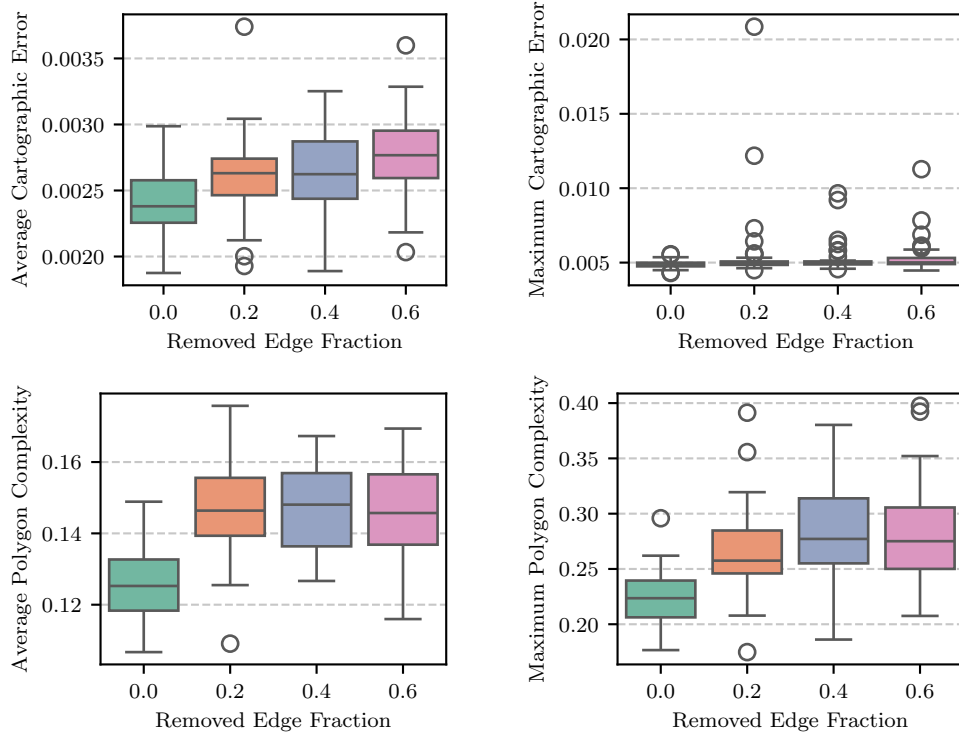 Average Cartographic Error
0.0035
0.0030
0.0025
0.0020
0.0 0.2 0.4 0.6
Removed Edge Fraction
Maximum Cartographic Error
0.020
0.015
0.010
0.005
0.0 0.2 0.4 0.6
Removed Edge Fraction
Average Polygon Complexity
0.16
0.14
0.12
0.0 0.2 0.4 0.6
Removed Edge Fraction
Maximum Polygon Complexity
0.40
0.35
0.30
0.25
0.20
0.0 0.2 0.4 0.6
Removed Edge Fraction